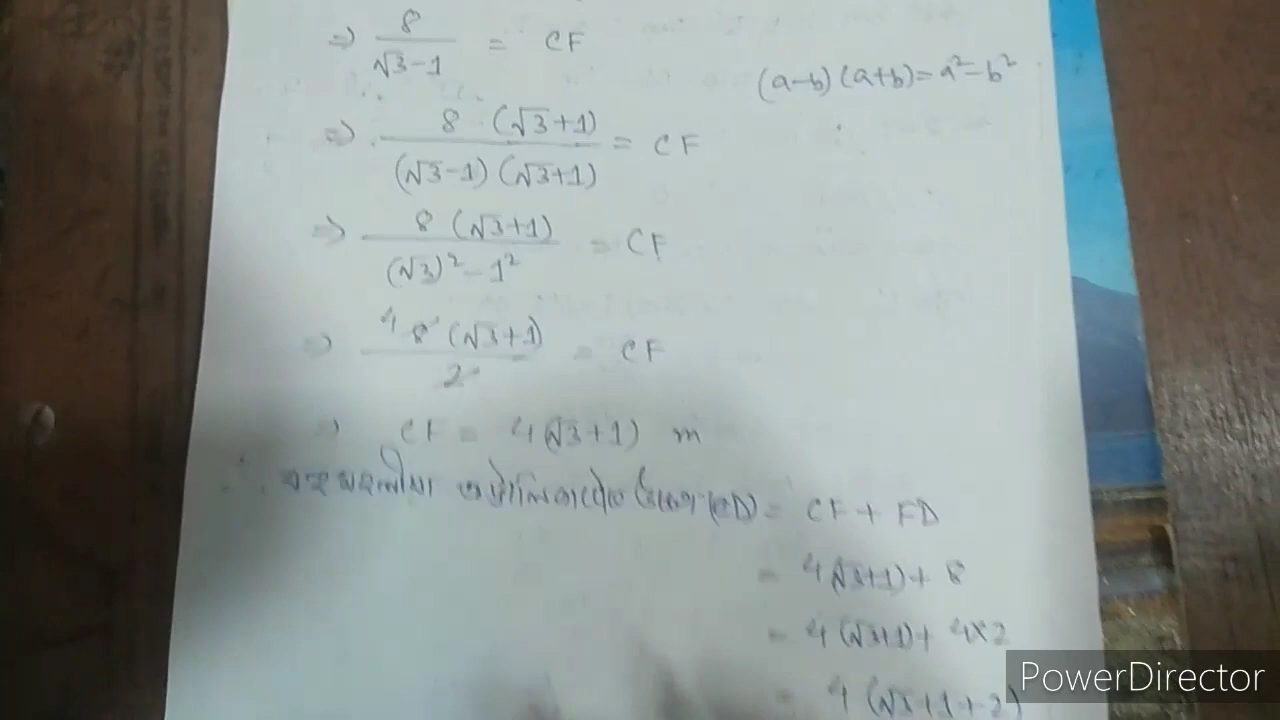 ⇒ 8/(√3-1) = CF
(a-b)(a+b)=a²-b²
⇒ 8 (√3+1)/((√3-1)(√3+1)) = CF
⇒ 8 (√3+1)/((√3)²-1²) = CF
⇒ 4 8 (√3+1)/2 = CF
⇒ CF = 4(√3+1) m
∴ (CD) = CF + FD
= 4(√3+1)+ 8
= 4(√3+1)+ 4×2
= 4(√3+1+2)
PowerDirector